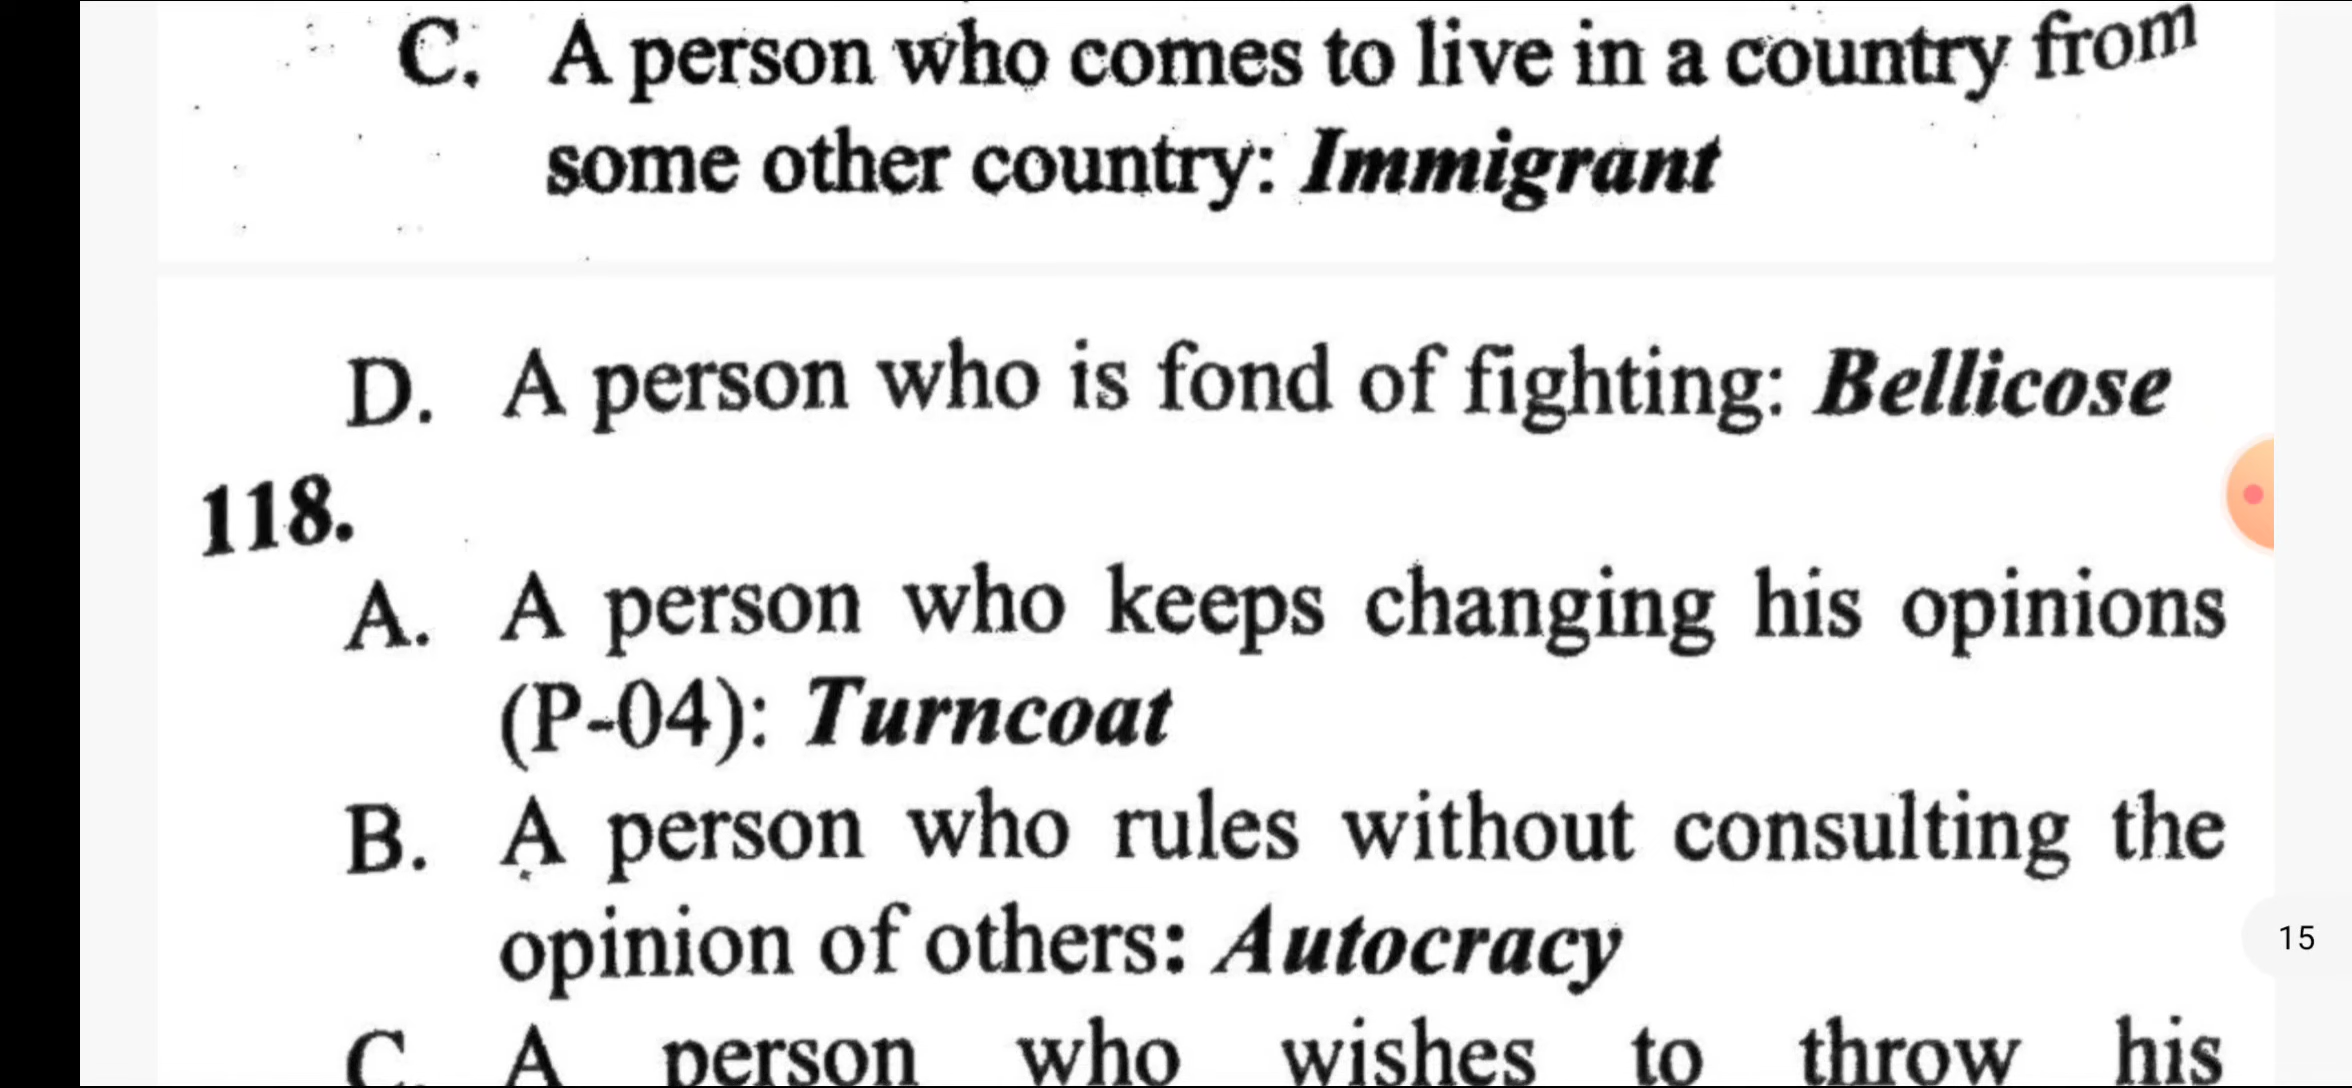 C. A person who comes to live in a country from
some other country: Immigrant
D. A person who is fond of fighting: Bellicose
118.
A. A person who keeps changing his opinions
(P-04): Turncoat
B. A person who rules without consulting the
opinion of others: Autocracy
15
C. A person who wishes to throw his